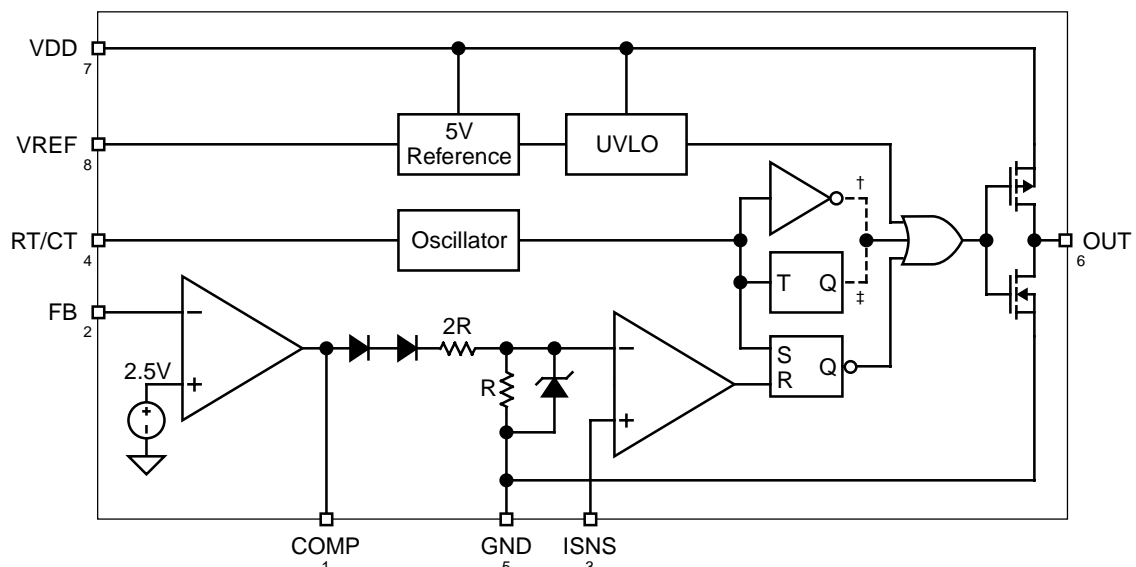 VDD
7
5V
Reference
UVLO
VREF
8
†
RT/CT
4
Oscillator
OUT
6
T Q
‡
FB
2
−
2R
2.5V
+
+
-
R
−
+
S
R
Q
COMP
1
GND
5
ISNS
3